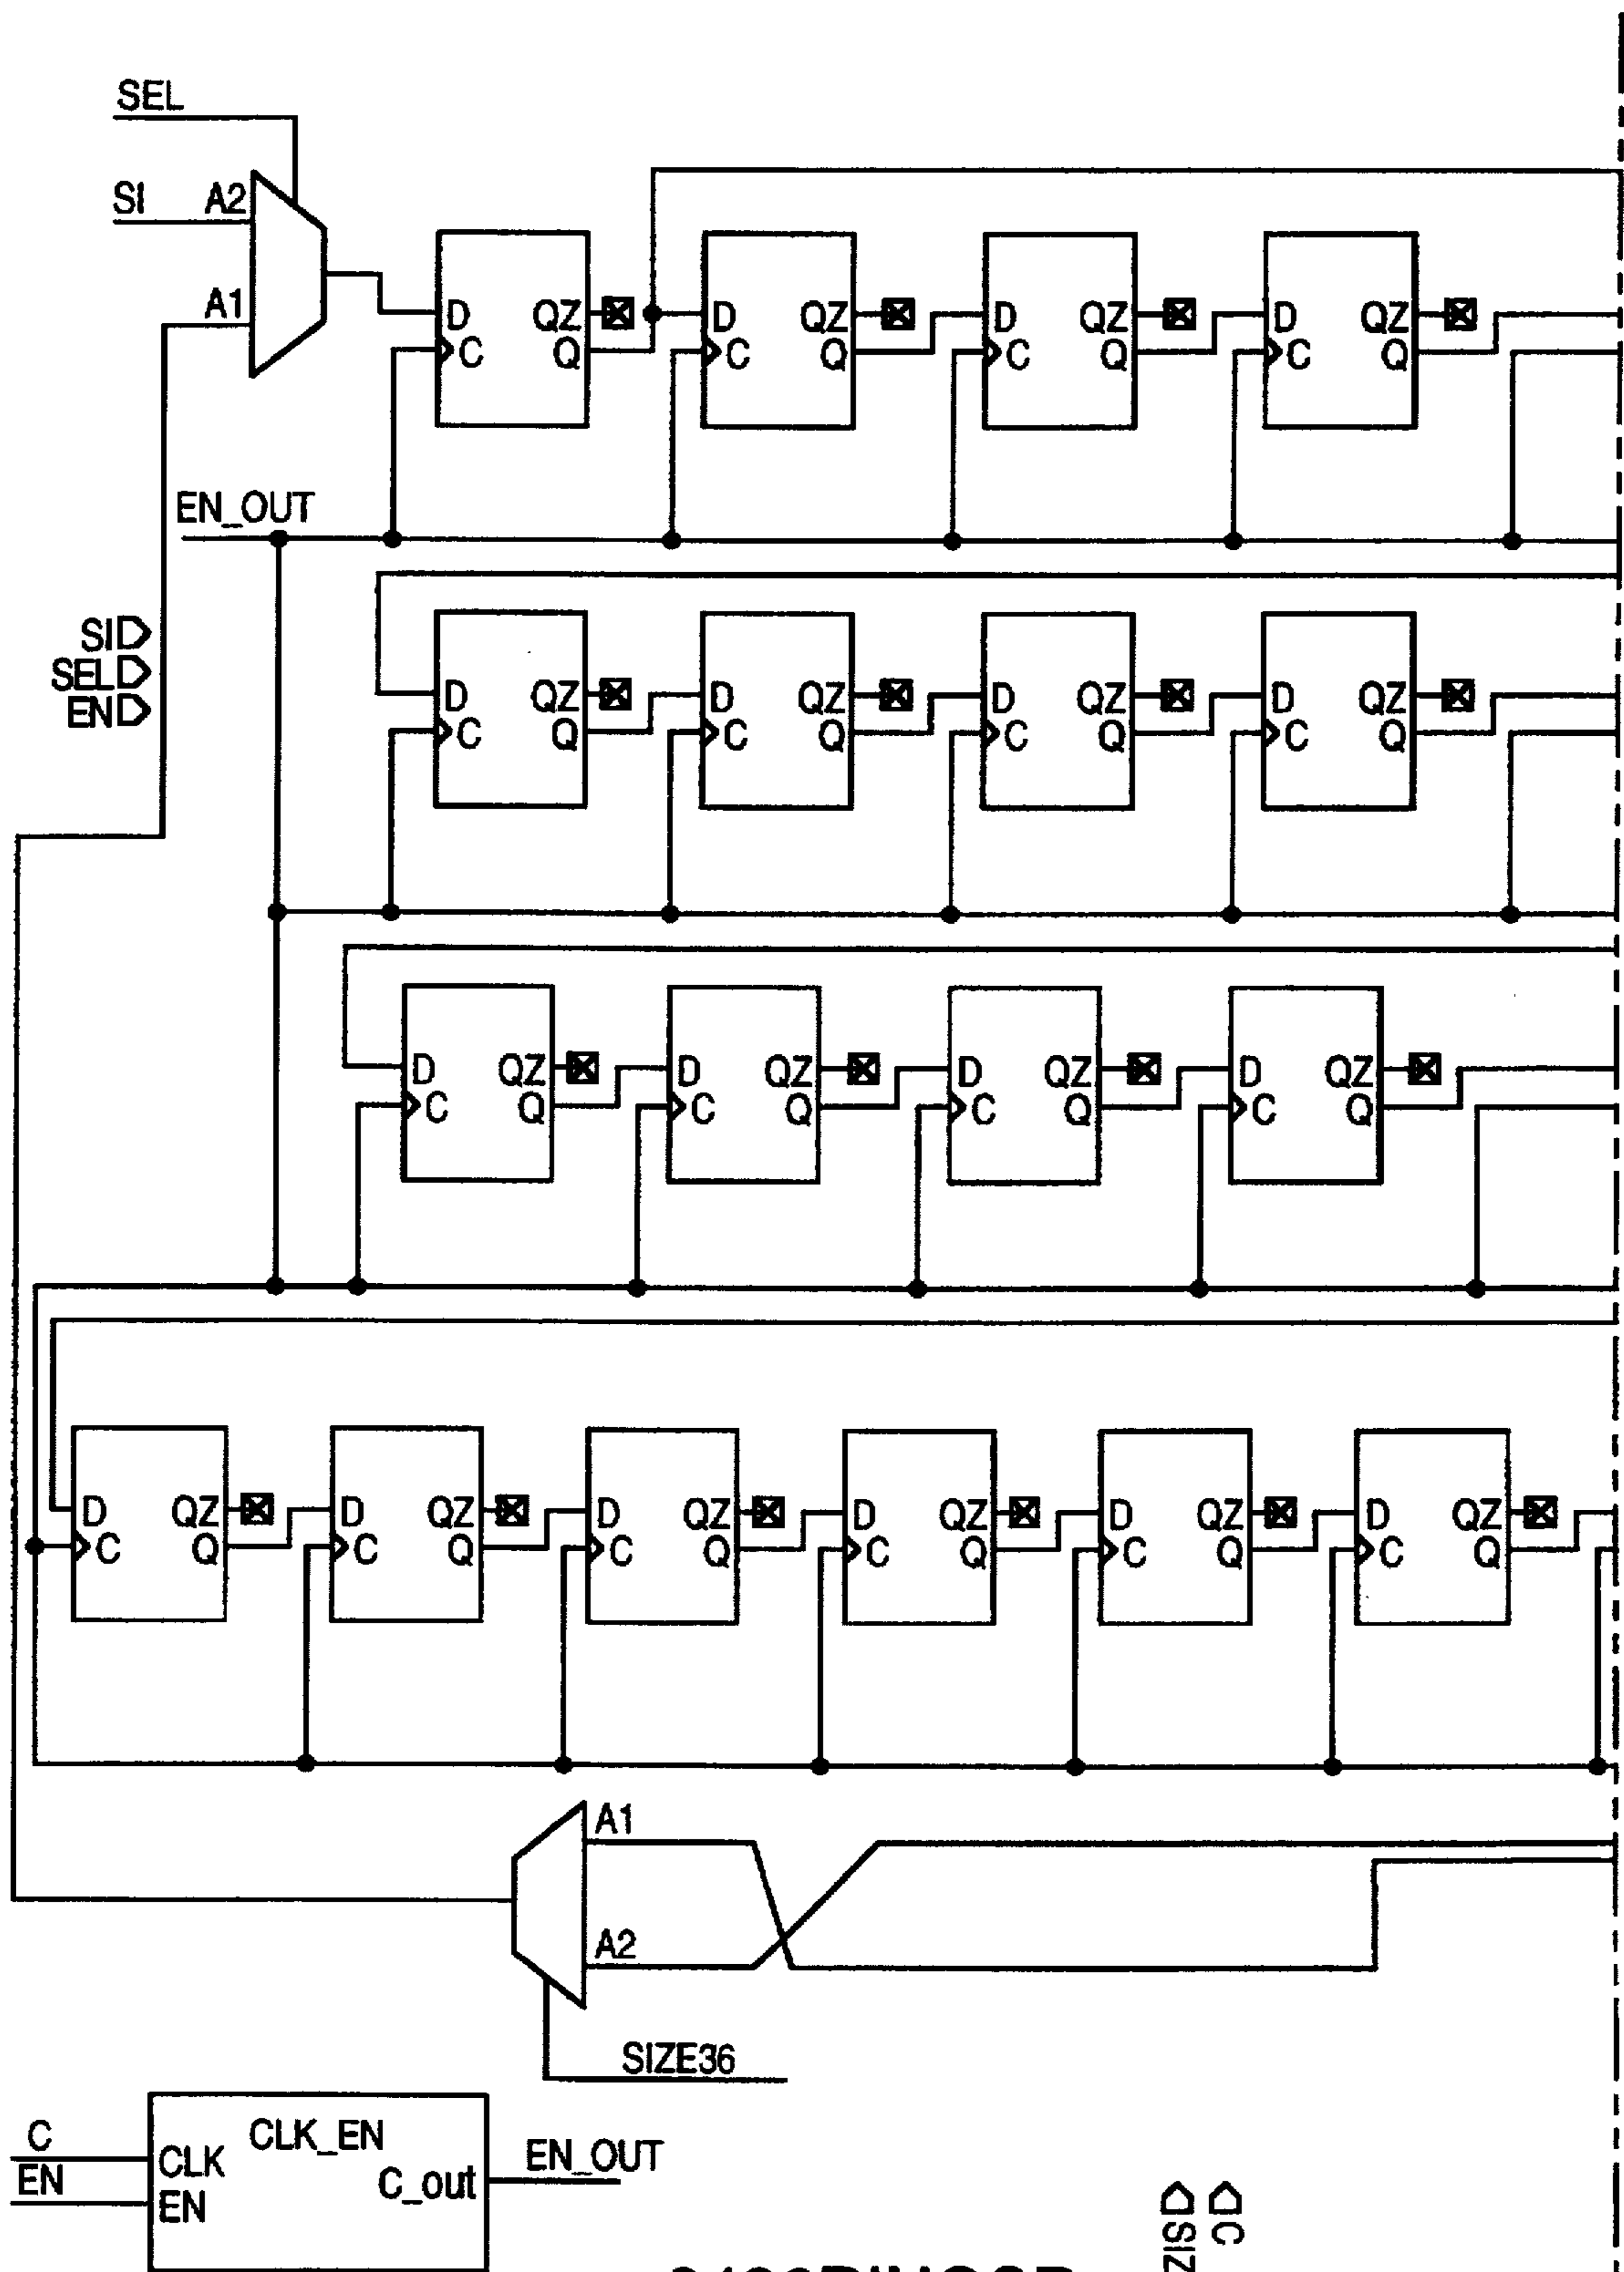 SEL
SI A2
A1
D QZ D QZ D QZ D QZ
C Q C Q C Q C Q
EN_OUT
SI
SEL
EN
D QZ D QZ D QZ D QZ
C Q C Q C Q C Q
D QZ D QZ D QZ D QZ
C Q C Q C Q C Q
D QZ D QZ D QZ D QZ D QZ D QZ
C Q C Q C Q C Q C Q C Q
A1
A2
SIZE36
C
EN
CLK_EN
CLK
EN
C_out
EN_OUT
C